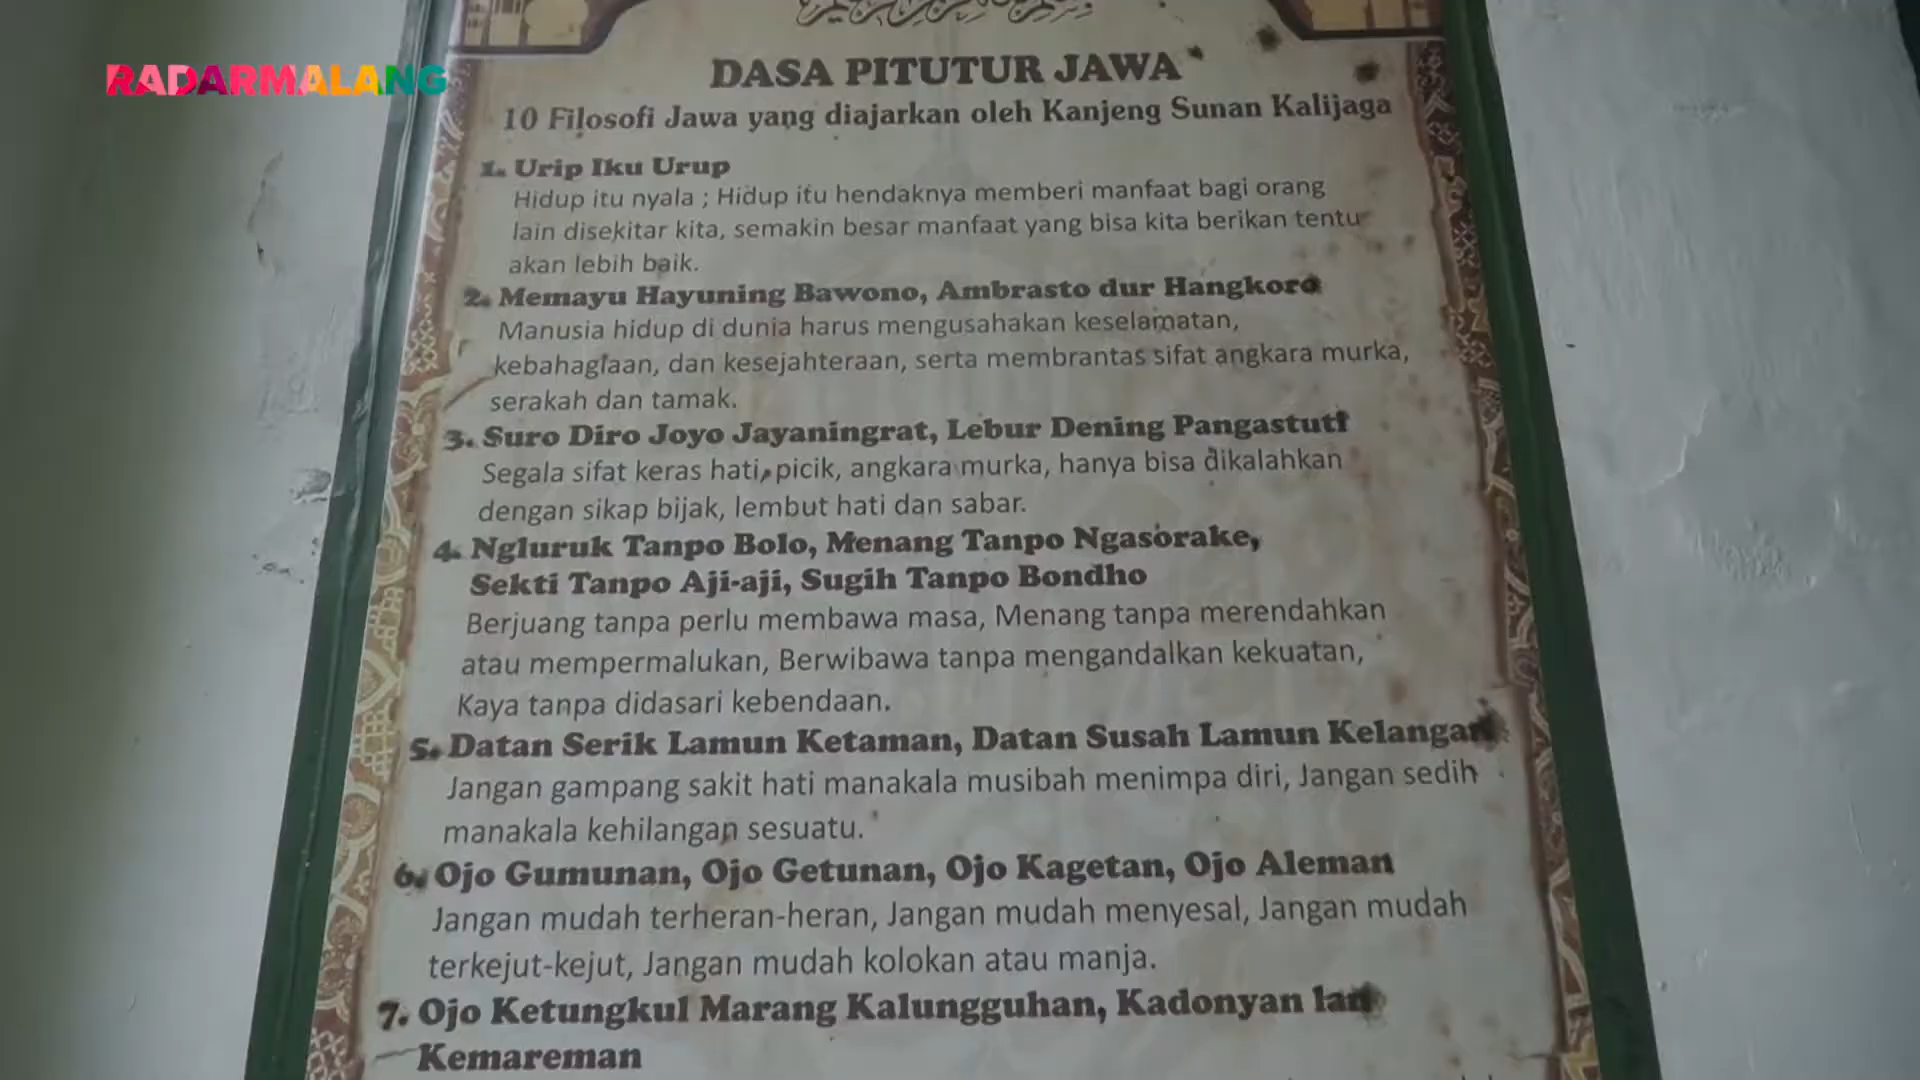 RADARMALANG
DASA PITUTUR JAWA
10 Filosofi Jawa yang diajarkan oleh Kanjeng Sunan Kalijaga
1. Urip Iku Urup
Hidup itu nyala ; Hidup itu hendaknya memberi manfaat bagi orang
lain disekitar kita, semakin besar manfaat yang bisa kita berikan tentu
akan lebih baik.
2. Memayu Hayuning Bawono, Ambrasto dur Hangkoro
Manusia hidup di dunia harus mengusahakan keselamatan,
kebahagiaan, dan kesejahteraan, serta membrantas sifat angkara murka,
serakah dan tamak.
3. Suro Diro Joyo Jayaningrat, Lebur Dening Pangastuti
Segala sifat keras hati, picik, angkara murka, hanya bisa dikalahkan
dengan sikap bijak, lembut hati dan sabar.
4. Ngluruk Tanpo Bolo, Menang Tanpo Ngasorake,
Sekti Tanpo Aji-aji, Sugih Tanpo Bondho
Berjuang tanpa perlu membawa masa, Menang tanpa merendahkan
atau mempermalukan, Berwibawa tanpa mengandalkan kekuatan,
Kaya tanpa didasari kebendaan.
5. Datan Serik Lamun Ketaman, Datan Susah Lamun Kelangan
Jangan gampang sakit hati manakala musibah menimpa diri, Jangan sedih
manakala kehilangan sesuatu.
6. Ojo Gumunan, Ojo Getunan, Ojo Kagetan, Ojo Aleman
Jangan mudah terheran-heran, Jangan mudah menyesal, Jangan mudah
terkejut-kejut, Jangan mudah kolokan atau manja.
7. Ojo Ketungkul Marang Kalungguhan, Kadonyan lan
Kemareman